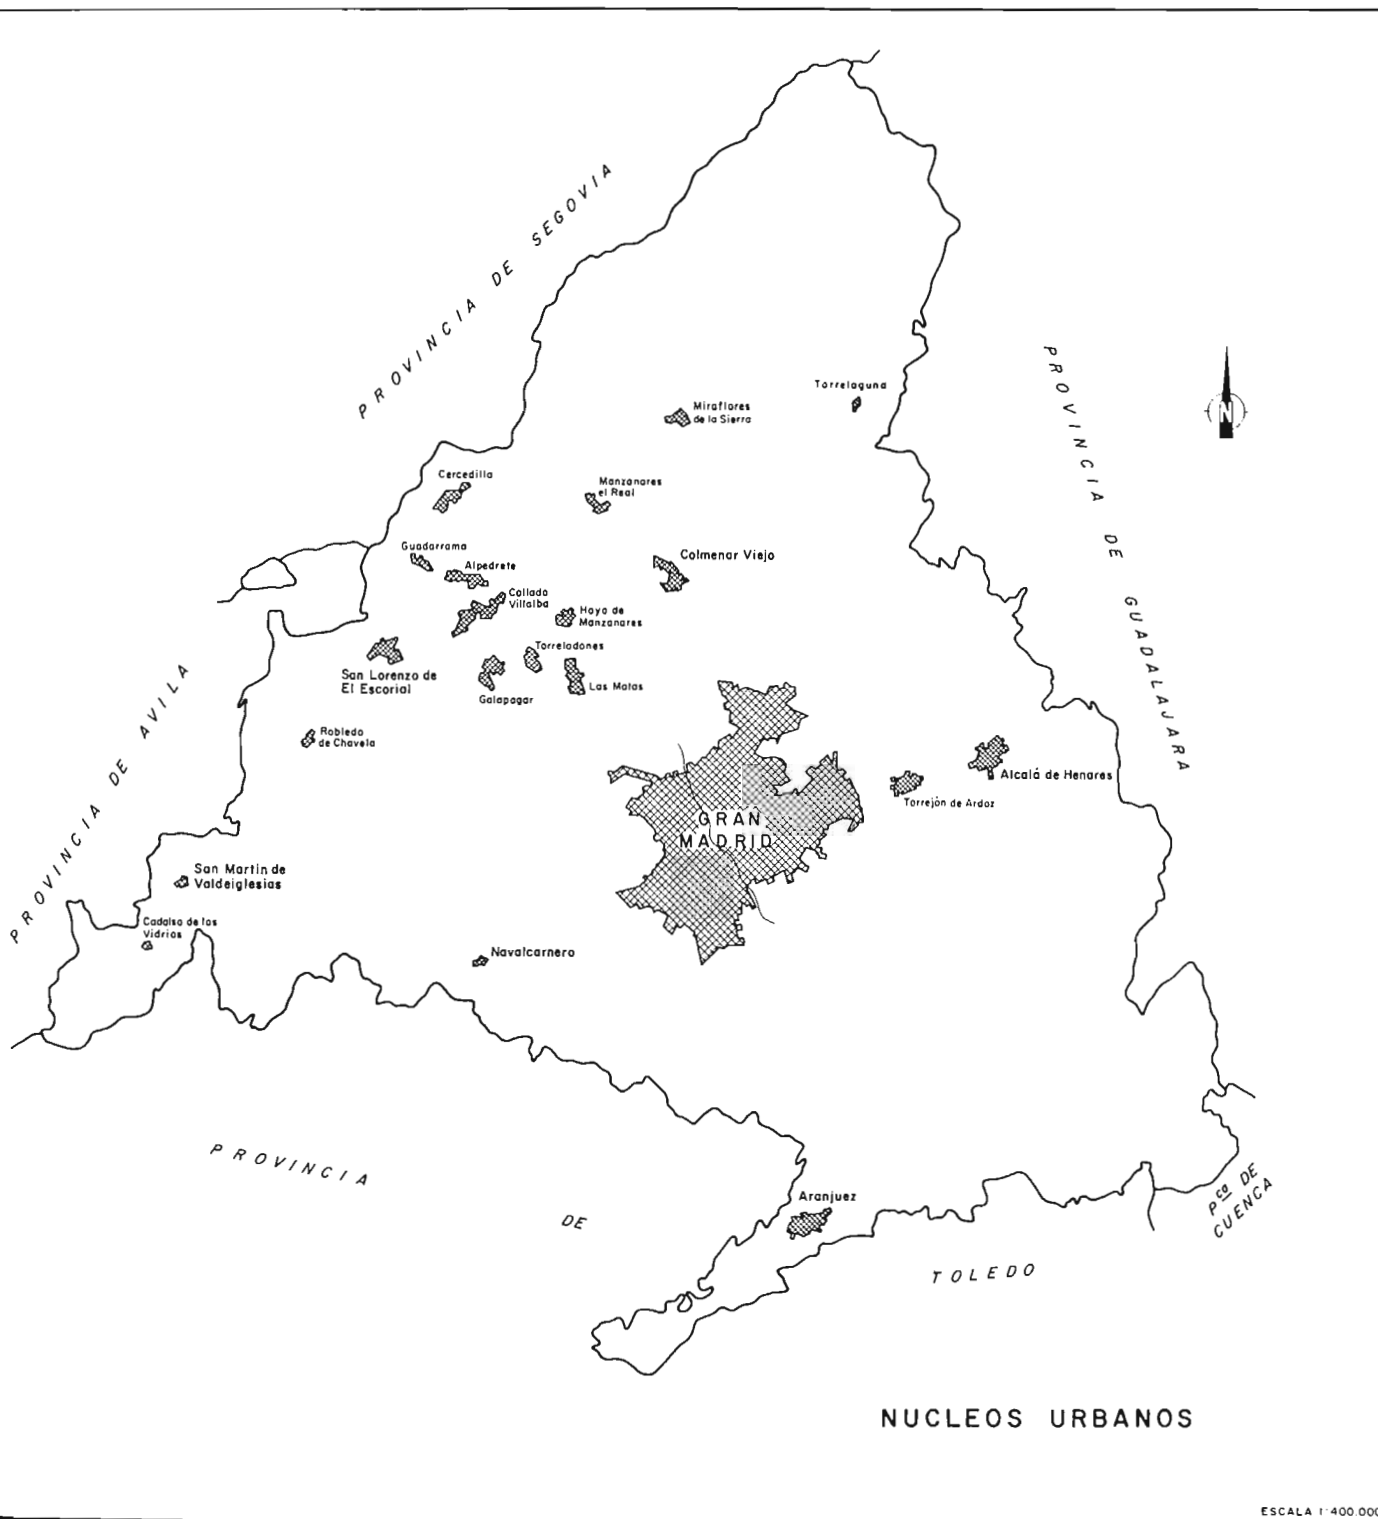 PROVINCIA DE SEGOVIA
Torrelaguna
PROVINCIA DE GUADALAJARA
N
Miraflores
de la Sierra
Cercedilla
Manzanares
el Real
Guadarrama
Alpedrete
Colmenar Viejo
Collado
Villalba
Hoyo de
Manzanares
Torrelodones
San Lorenzo de
El Escorial
Galapagar
Las Matas
PROVINCIA DE AVILA
Robledo
de Chavela
Alcalá de Henares
Torrejón de Ardoz
GRAN
MADRID
San Martín de
Valdeiglesias
Cadalso de los
Vidrios
Navalcarnero
PROVINCIA
DE
TOLEDO
Aranjuez
Pca DE
CUENCA
NUCLEOS URBANOS
ESCALA 1:400.000